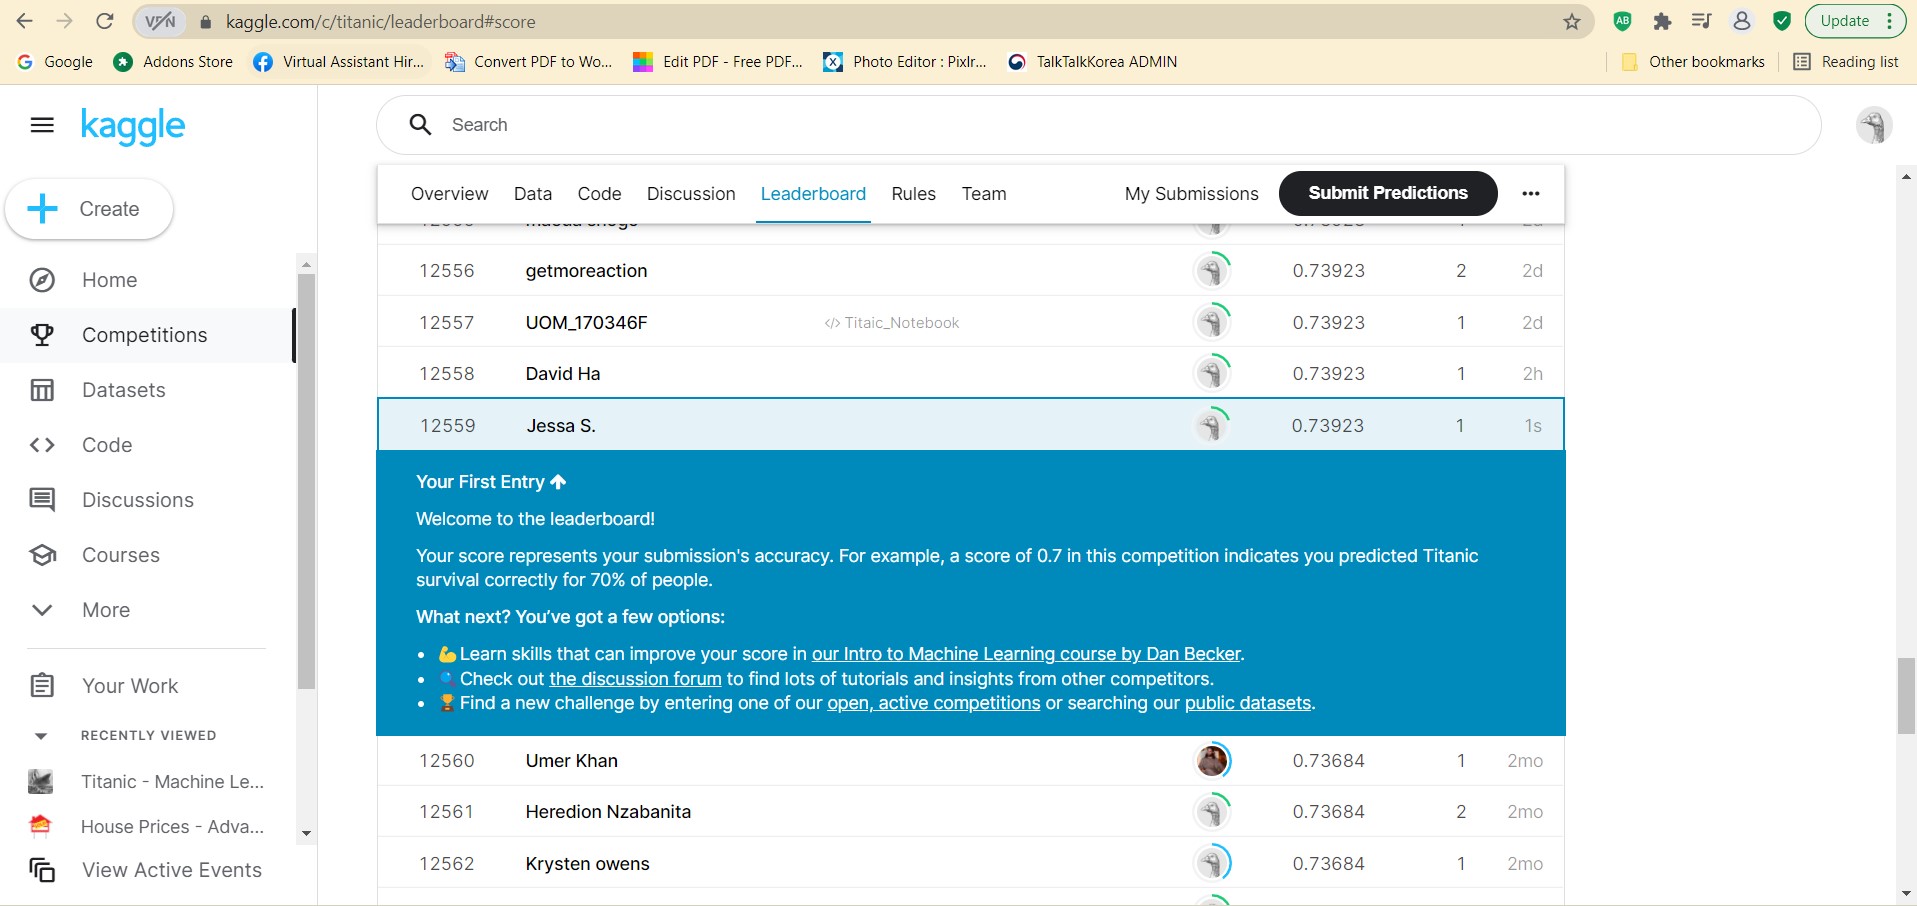 VPN kaggle.com/c/titanic/leaderboard#score AB Update
Google Addons Store Virtual Assistant Hir... Convert PDF to Wo... Edit PDF - Free PDF... Photo Editor : Pixlr... TalkTalkKorea ADMIN Other bookmarks Reading list
kaggle Search
Create
Home
Competitions
Datasets
Code
Discussions
Courses
More
Your Work
RECENTLY VIEWED
Titanic - Machine Le...
House Prices - Adva...
View Active Events
Overview Data Code Discussion Leaderboard Rules Team My Submissions Submit Predictions
12556 getmoreaction 0.73923 2 2d
12557 UOM_170346F </> Titaic_Notebook 0.73923 1 2d
12558 David Ha 0.73923 1 2h
12559 Jessa S. 0.73923 1 1s
Your First Entry
Welcome to the leaderboard!
Your score represents your submission's accuracy. For example, a score of 0.7 in this competition indicates you predicted Titanic
survival correctly for 70% of people.
What next? You've got a few options:
Learn skills that can improve your score in our Intro to Machine Learning course by Dan Becker.
Check out the discussion forum to find lots of tutorials and insights from other competitors.
Find a new challenge by entering one of our open, active competitions or searching our public datasets.
12560 Umer Khan 0.73684 1 2mo
12561 Heredion Nzabanita 0.73684 2 2mo
12562 Krysten owens 0.73684 1 2mo